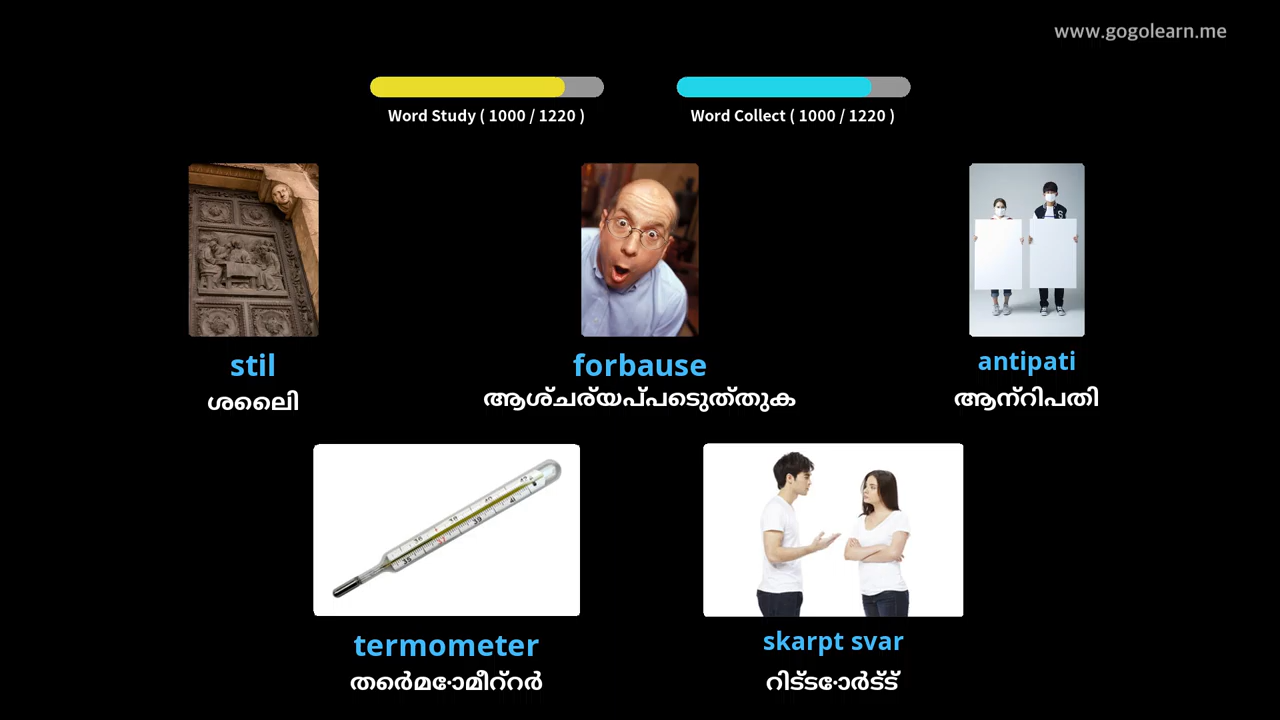 www.gogolearn.me
Word Study ( 1000 / 1220 )
Word Collect ( 1000 / 1220 )
stil
ശൈലി
forbause
ആശ്ചര്യപ്പെടുത്തുക
antipati
ആന്റിപതി
termometer
തെർമോമീറ്റർ
skarpt svar
റിട്ടോർട്ട്